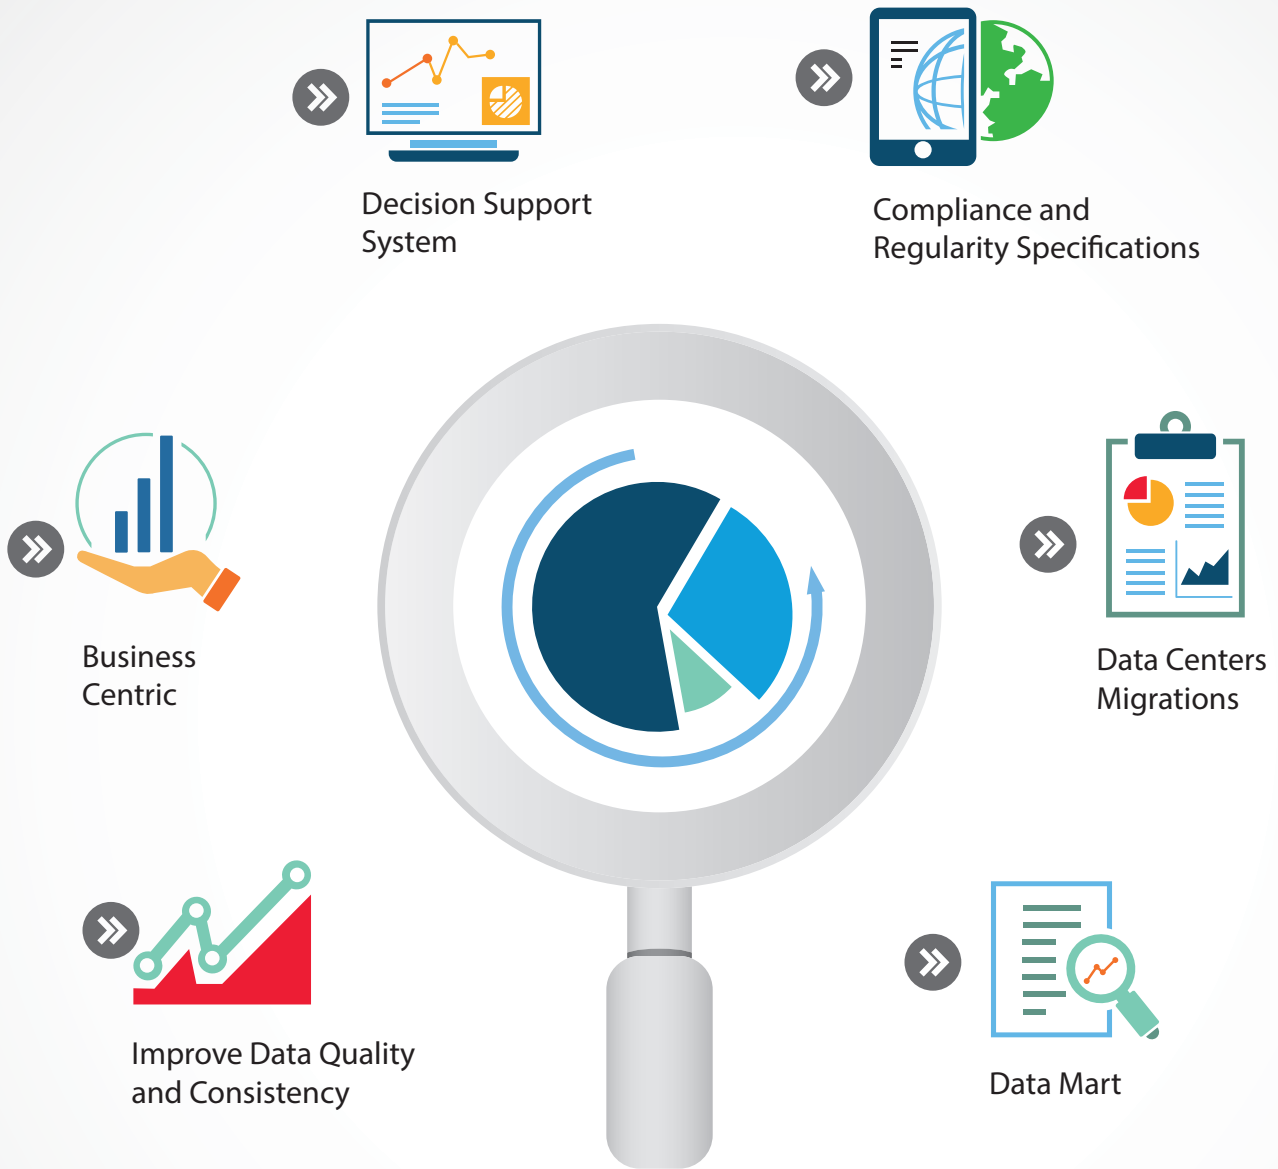 Decision Support
System
Compliance and
Regularity Specifications
Business
Centric
Data Centers
Migrations
Improve Data Quality
and Consistency
Data Mart